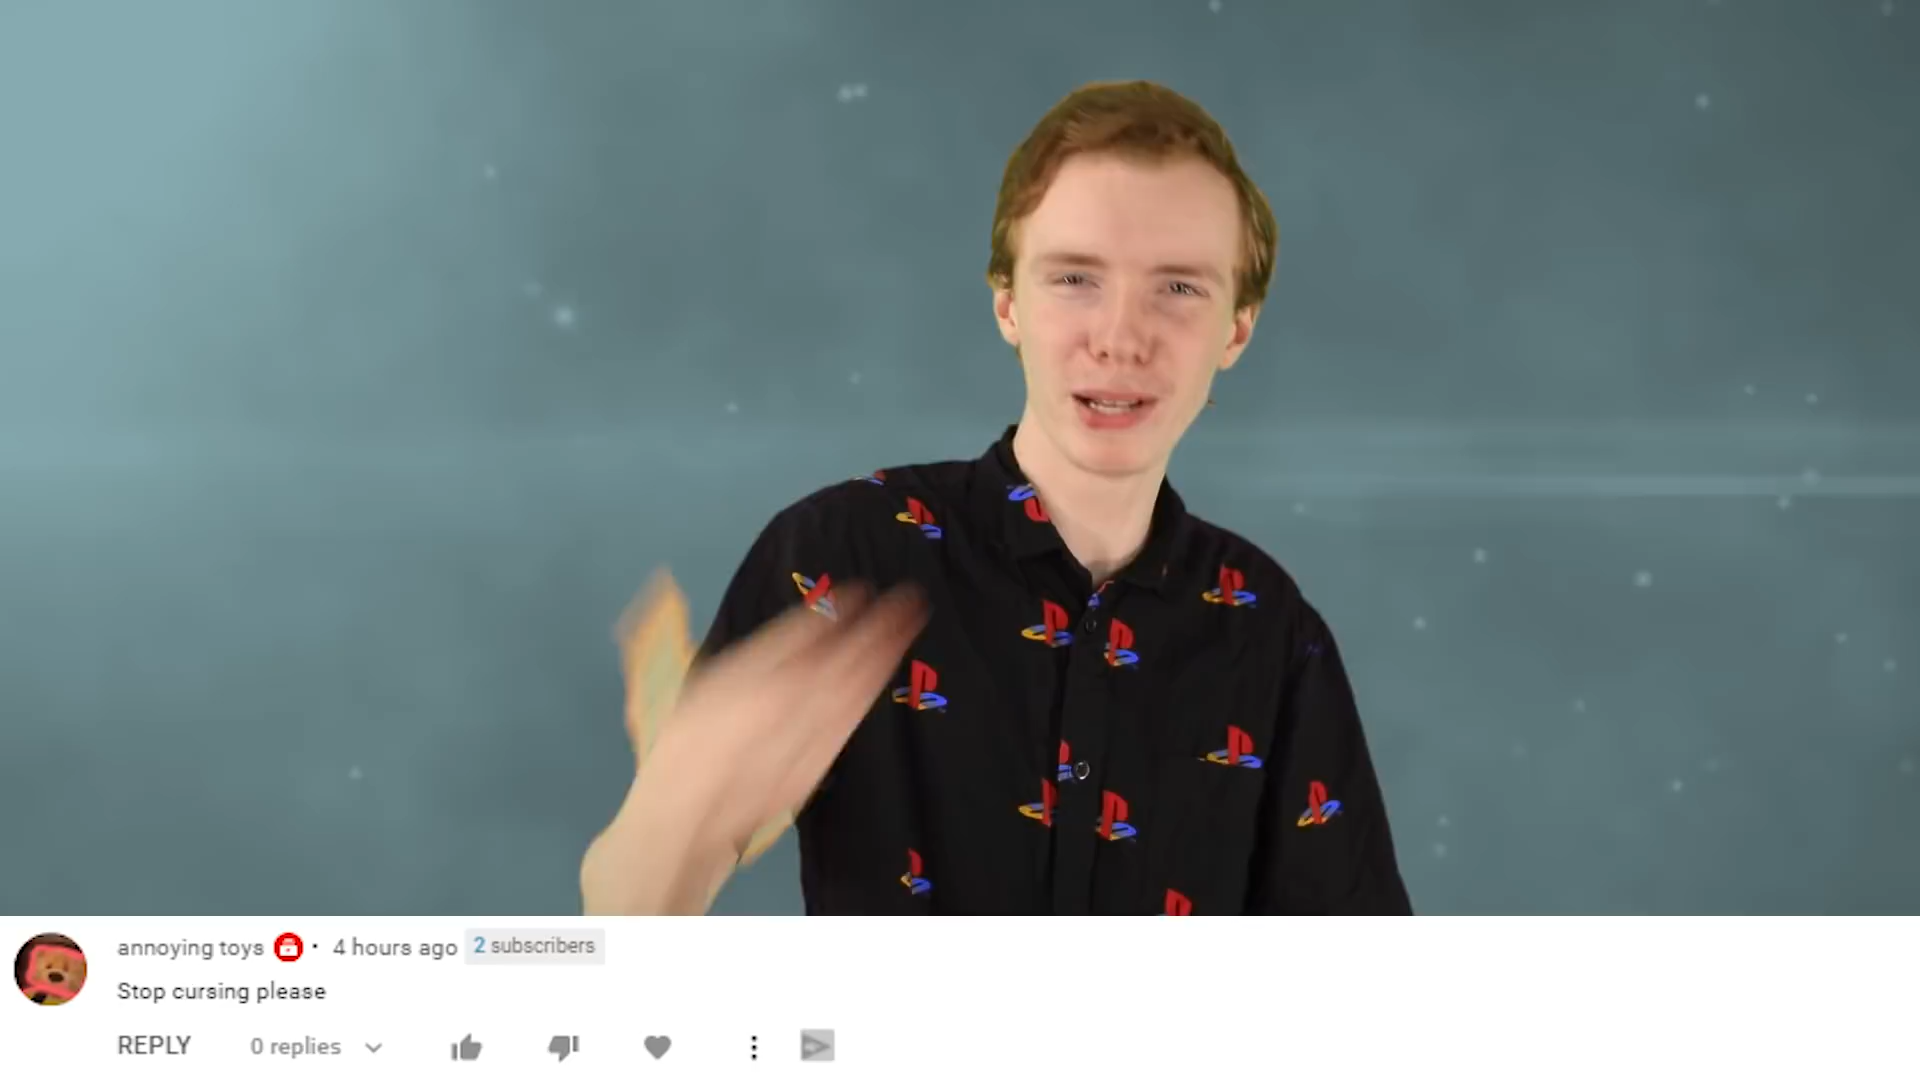 annoying toys • 4 hours ago 2 subscribers
Stop cursing please
REPLY 0 replies